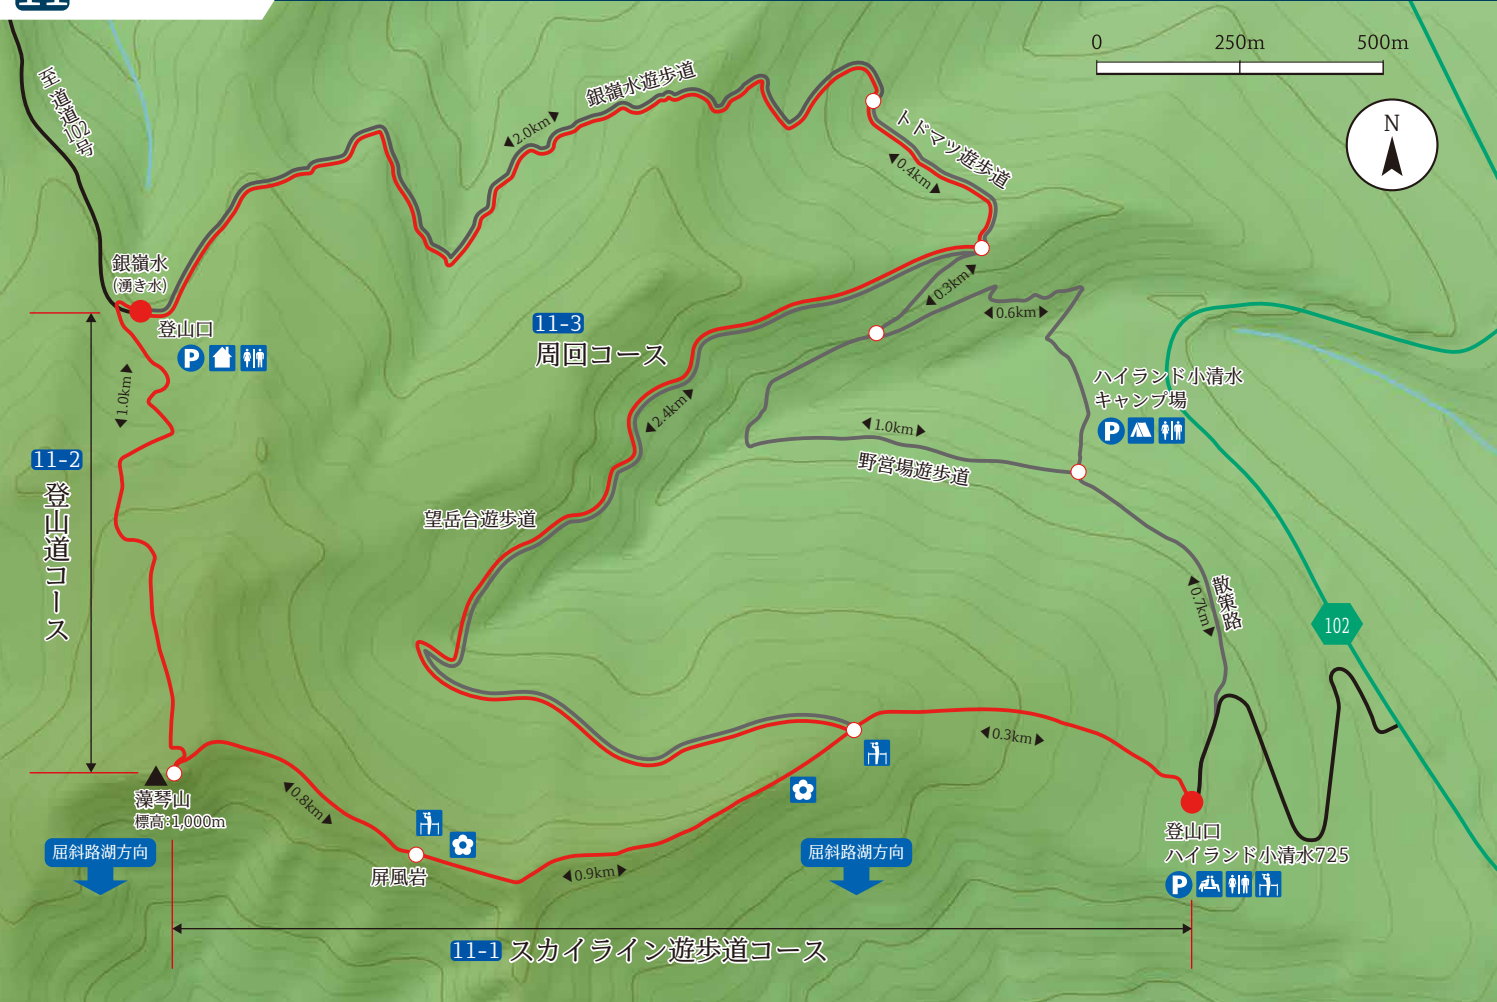 0 250m 500m
N
至
道
道
102
号
銀嶺水遊歩道
2.0km
トドマツ遊歩道
0.4km
銀嶺水
(湧き水)
登山口
P
0.3km
0.6km
11-3
周回コース
1.0km
2.4km
ハイランド小清水
キャンプ場
P
1.0km
野営場遊歩道
11-2
登山道コース
望岳台遊歩道
0.7km
散策路
102
0.3km
藻琴山
標高:1,000m
0.8km
屏風岩
0.9km
屈斜路湖方向
屈斜路湖方向
登山口
ハイランド小清水725
P
11-1 スカイライン遊歩道コース